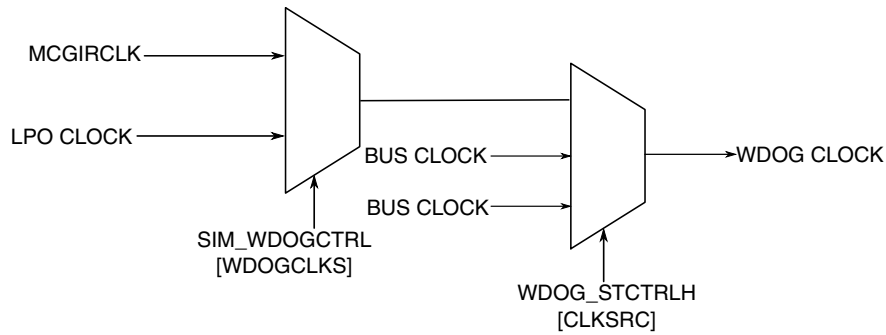 MCGIRCLK
LPO CLOCK
BUS CLOCK
WDOG CLOCK
BUS CLOCK
SIM_WDOGCTRL
[WDOGCLKS]
WDOG_STCTRLH
[CLKSRC]